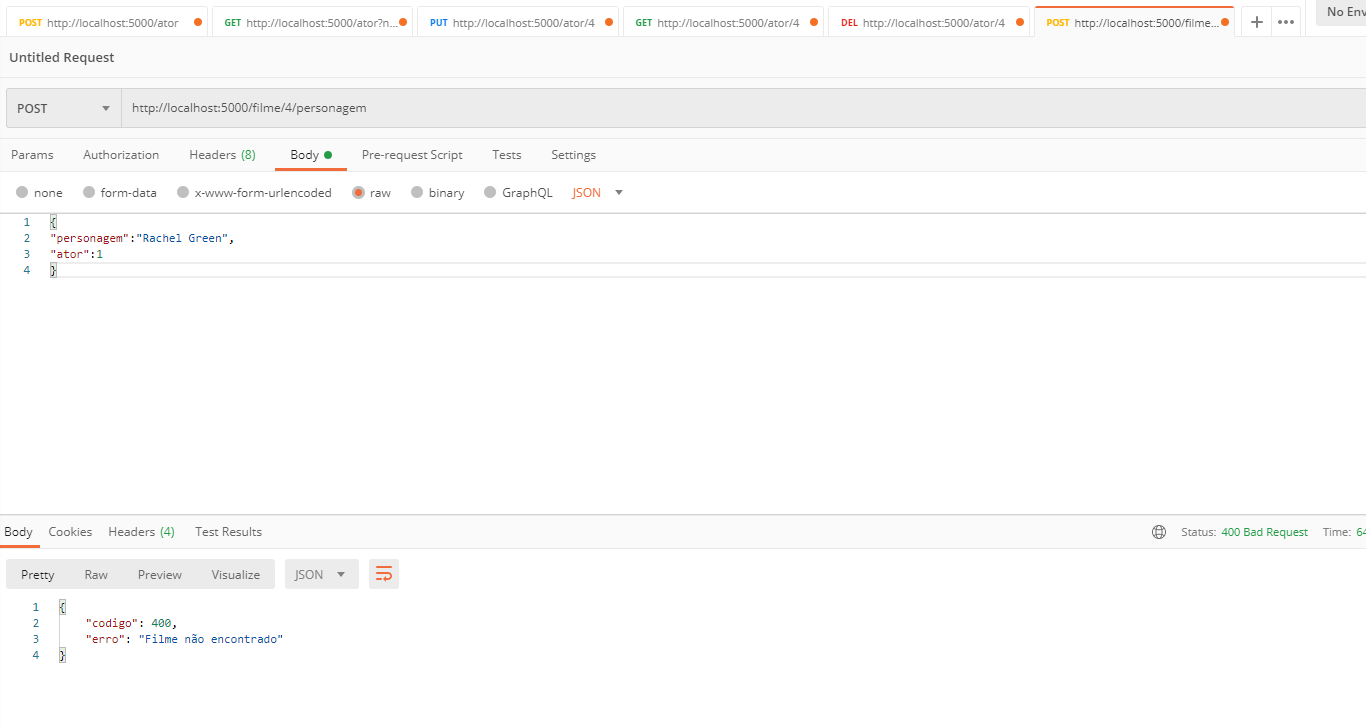 POST http://localhost:5000/ator GET http://localhost:5000/ator?n... PUT http://localhost:5000/ator/4 GET http://localhost:5000/ator/4 DEL http://localhost:5000/ator/4 POST http://localhost:5000/filme... + ••• No Env
Untitled Request
POST http://localhost:5000/filme/4/personagem
Params Authorization Headers (8) Body Pre-request Script Tests Settings
none form-data x-www-form-urlencoded raw binary GraphQL JSON
1 {
2 "personagem":"Rachel Green",
3 "ator":1
4 }
Body Cookies Headers (4) Test Results Status: 400 Bad Request Time: 64
Pretty Raw Preview Visualize JSON
1 {
2 "codigo": 400,
3 "erro": "Filme não encontrado"
4 }